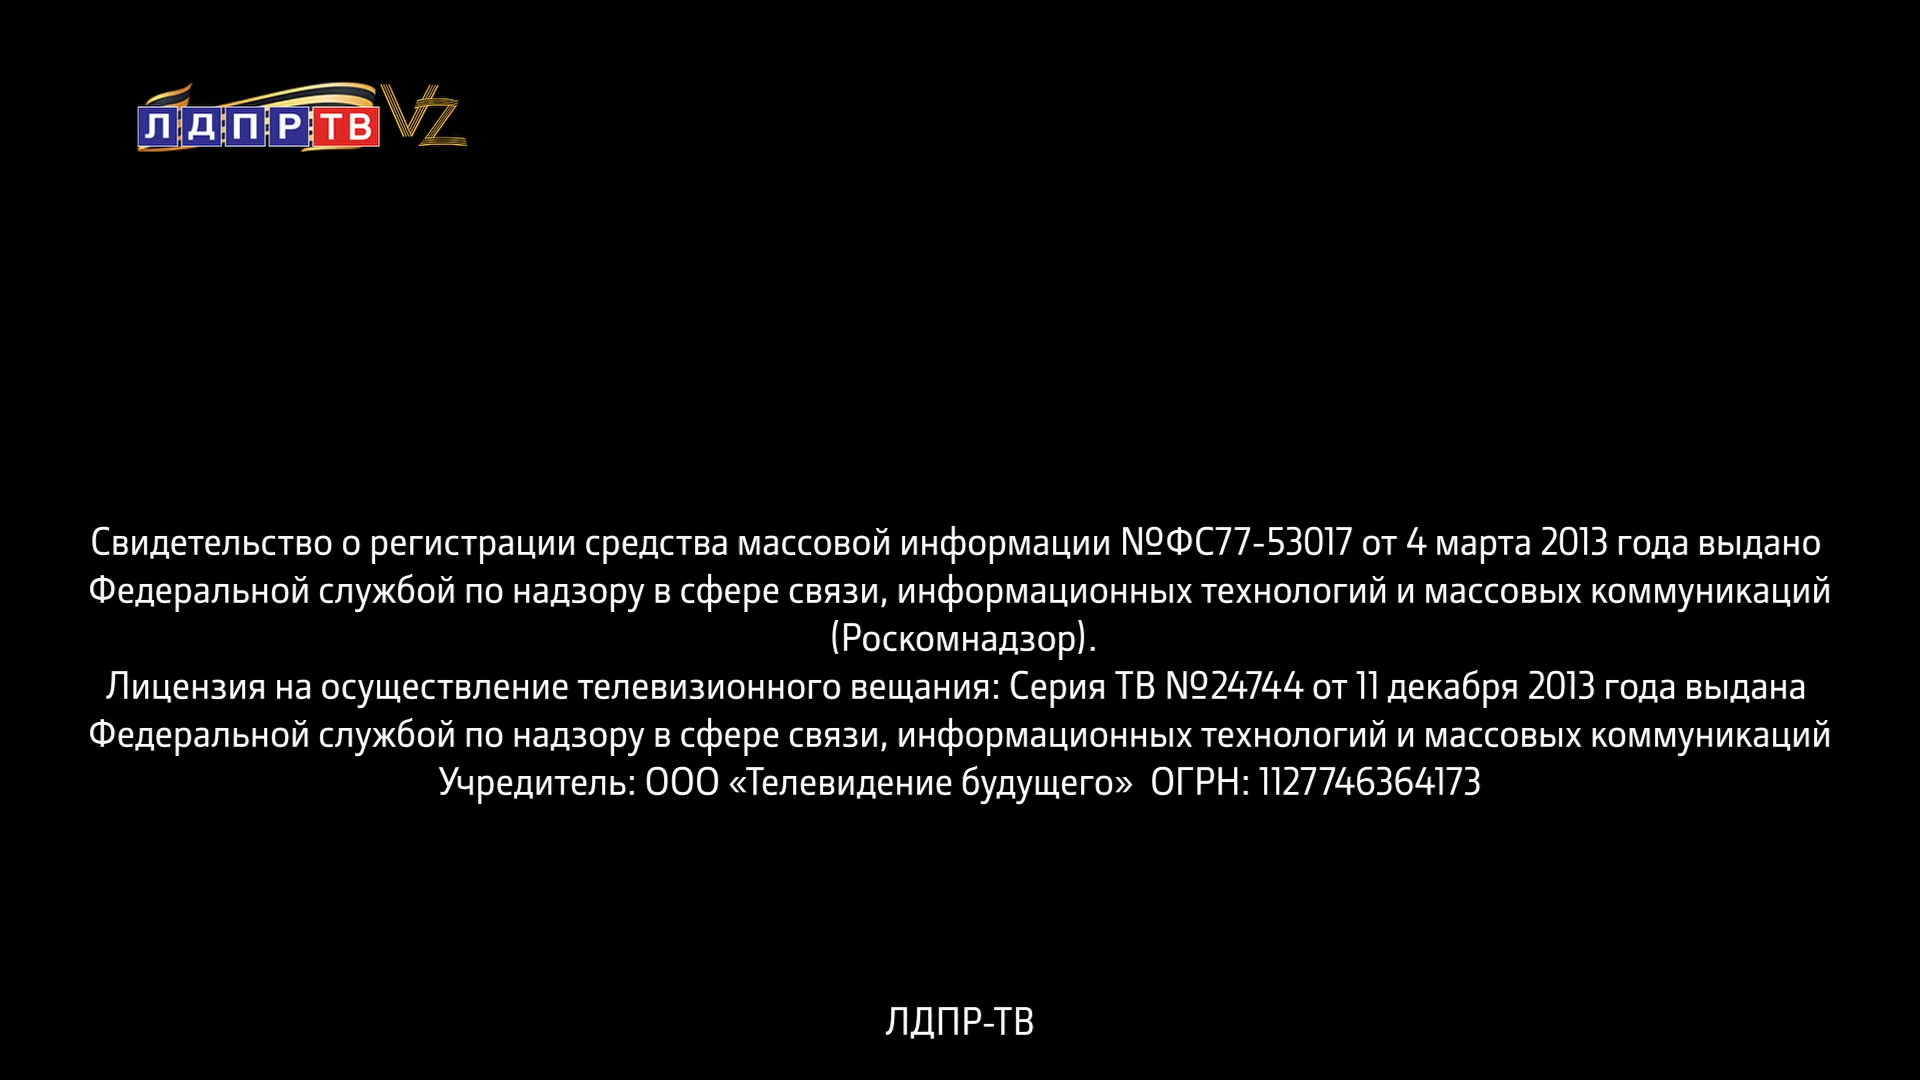 ЛДПР ТВ VZ
Свидетельство о регистрации средства массовой информации №ФС77-53017 от 4 марта 2013 года выдано
Федеральной службой по надзору в сфере связи, информационных технологий и массовых коммуникаций
(Роскомнадзор).
Лицензия на осуществление телевизионного вещания: Серия ТВ №24744 от 11 декабря 2013 года выдана
Федеральной службой по надзору в сфере связи, информационных технологий и массовых коммуникаций
Учредитель: ООО «Телевидение будущего»  ОГРН: 1127746364173
ЛДПР-ТВ